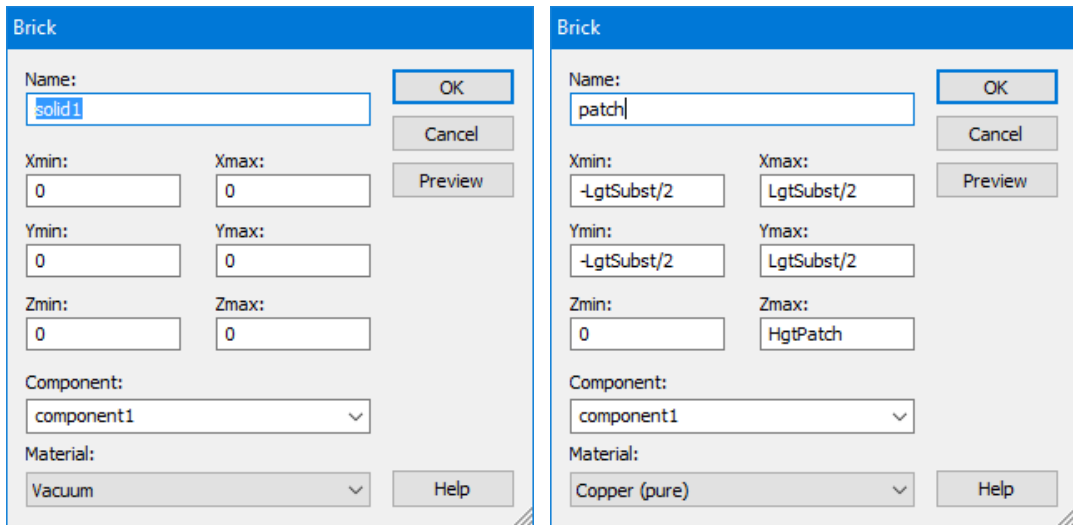 Brick
Name:
solid1
OK
Cancel
Xmin: Xmax:
0 0
Preview
Ymin: Ymax:
0 0
Zmin: Zmax:
0 0
Component:
component1
Material:
Vacuum
Help
Brick
Name:
patch
OK
Cancel
Xmin: Xmax:
-LgtSubst/2 LgtSubst/2
Preview
Ymin: Ymax:
-LgtSubst/2 LgtSubst/2
Zmin: Zmax:
0 HgtPatch
Component:
component1
Material:
Copper (pure)
Help